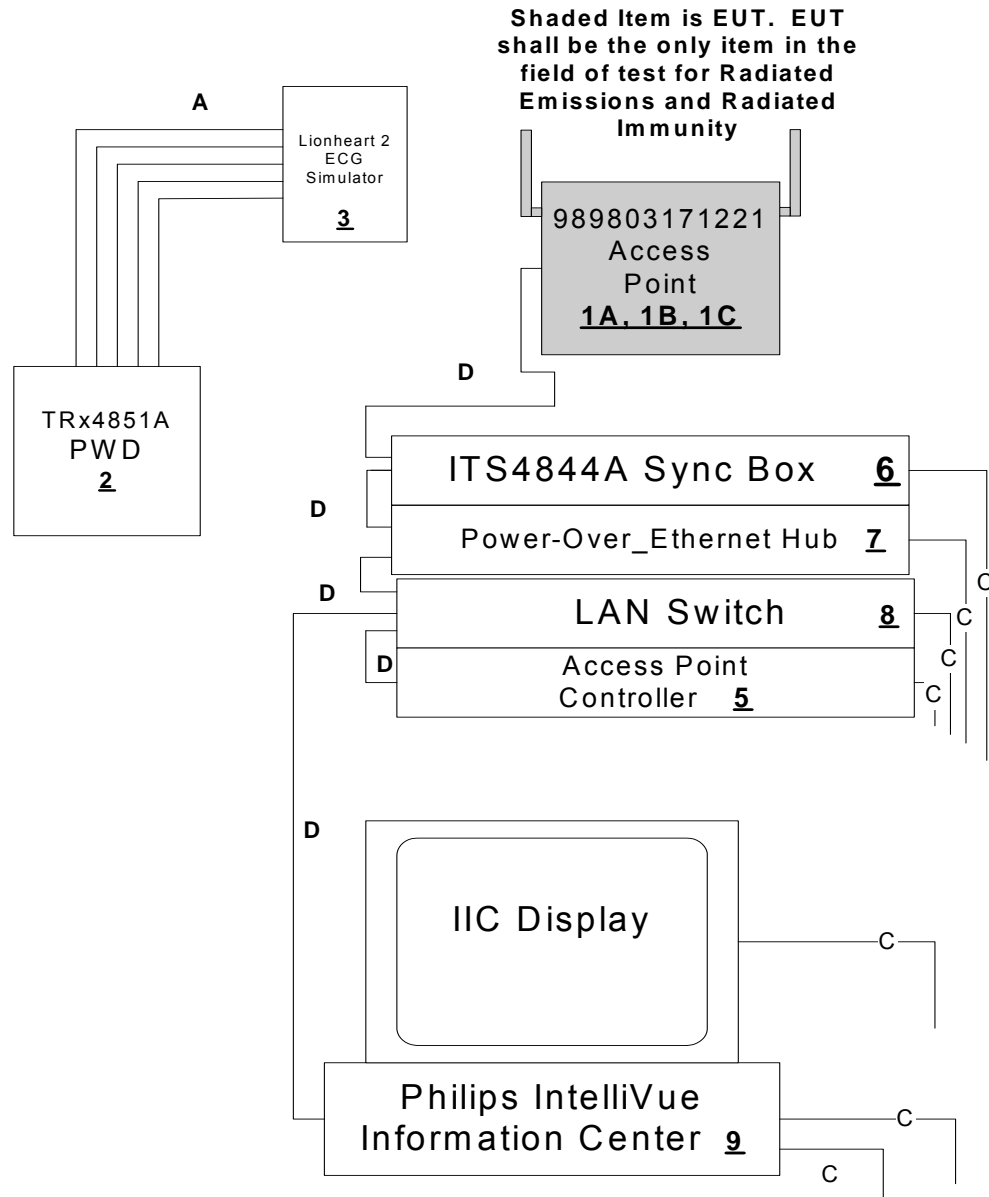 Shaded Item is EUT. EUT
shall be the only item in the
field of test for Radiated
Emissions and Radiated
Immunity
A
Lionheart 2
ECG
Simulator
3
989803171221
Access
Point
1A, 1B, 1C
D
TRx4851A
PWD
2
ITS4844A Sync Box 6
D
Power-Over_Ethernet Hub 7
C
D
LAN Switch 8
C
D
Access Point
Controller 5
C
C
D
IIC Display
C
Philips IntelliVue
Information Center 9
C
C